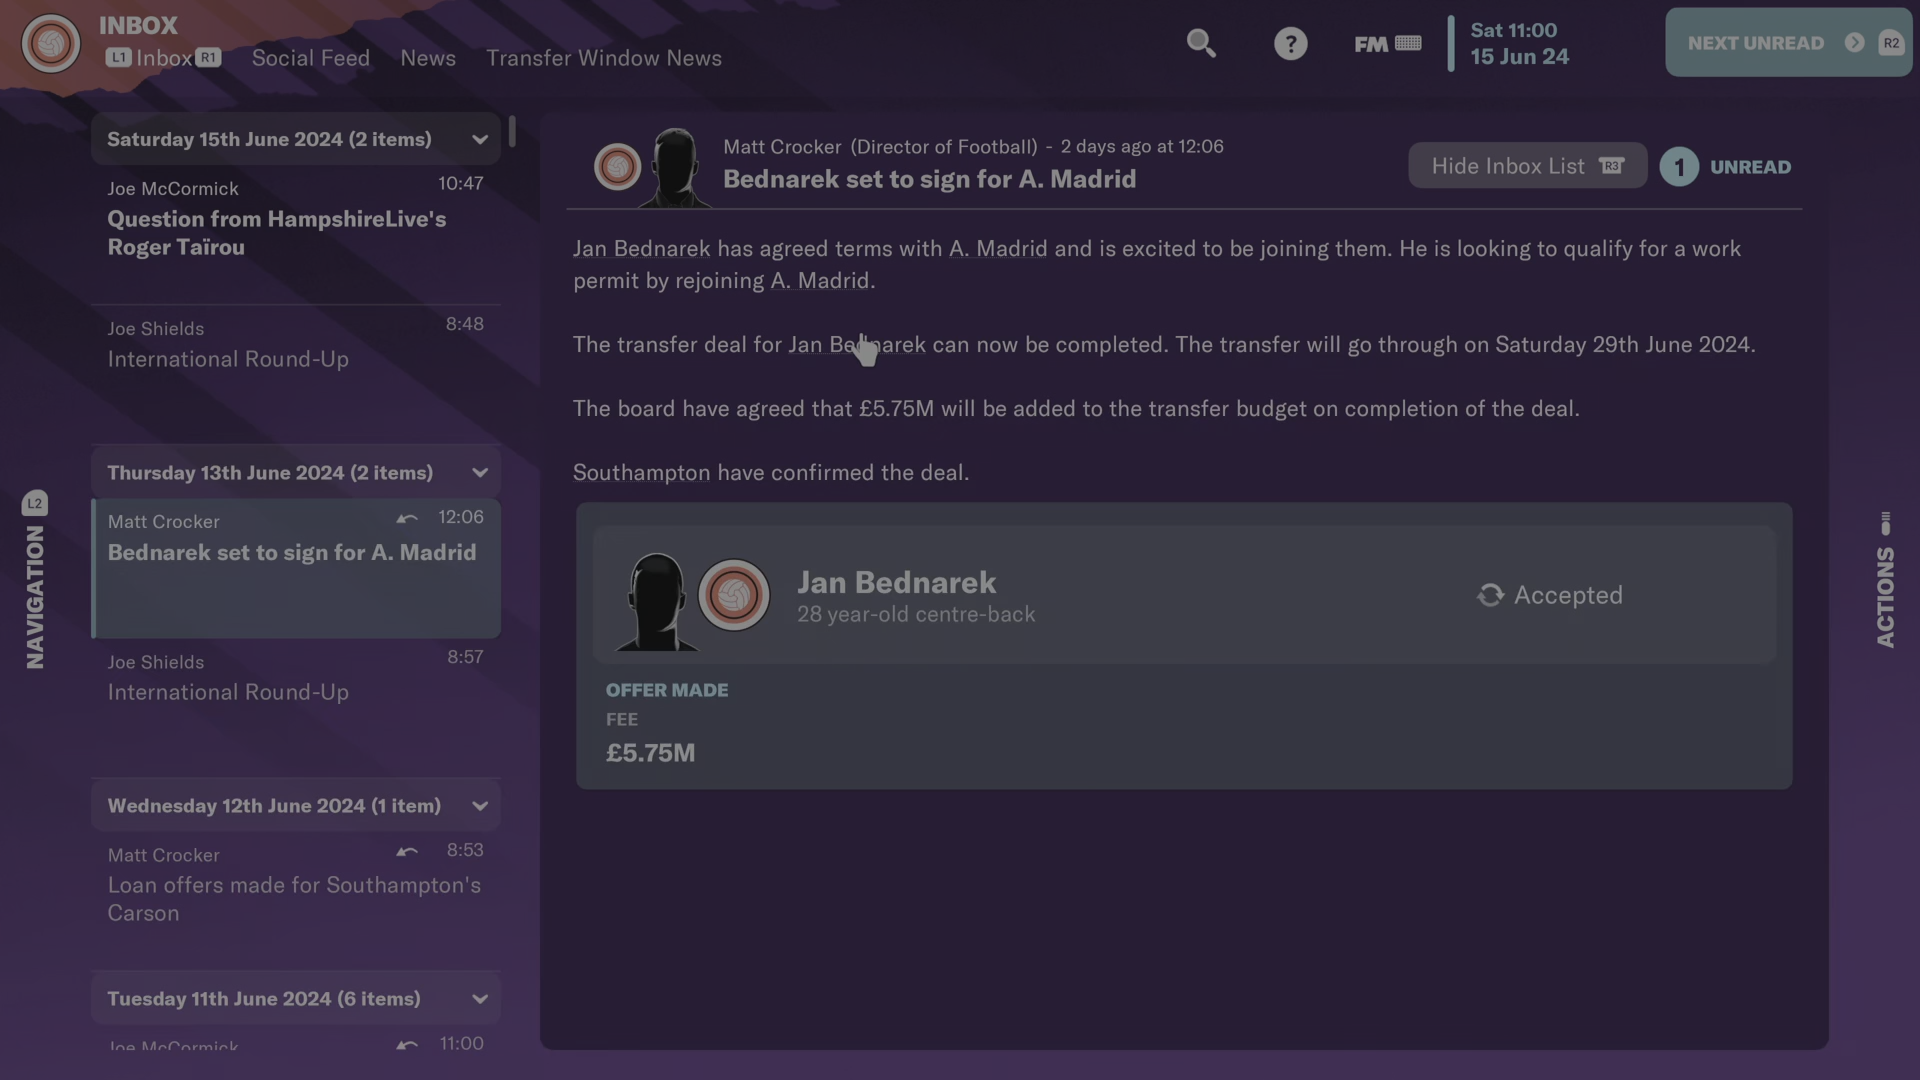 INBOX
L1 Inbox R1 Social Feed News Transfer Window News
?
FM
Sat 11:00
15 Jun 24
NEXT UNREAD R2
Saturday 15th June 2024 (2 items)
Joe McCormick 10:47
Question from HampshireLive's
Roger Taïrou
Joe Shields 8:48
International Round-Up
Thursday 13th June 2024 (2 items)
Matt Crocker 12:06
Bednarek set to sign for A. Madrid
Joe Shields 8:57
International Round-Up
Wednesday 12th June 2024 (1 item)
Matt Crocker 8:53
Loan offers made for Southampton's
Carson
Tuesday 11th June 2024 (6 items)
Joe McCormick 11:00
L2
NAVIGATION
Matt Crocker (Director of Football) - 2 days ago at 12:06
Bednarek set to sign for A. Madrid
Hide Inbox List R3
1 UNREAD
Jan Bednarek has agreed terms with A. Madrid and is excited to be joining them. He is looking to qualify for a work
permit by rejoining A. Madrid.
The transfer deal for Jan Bednarek can now be completed. The transfer will go through on Saturday 29th June 2024.
The board have agreed that £5.75M will be added to the transfer budget on completion of the deal.
Southampton have confirmed the deal.
Jan Bednarek
28 year-old centre-back
Accepted
OFFER MADE
FEE
£5.75M
ACTIONS